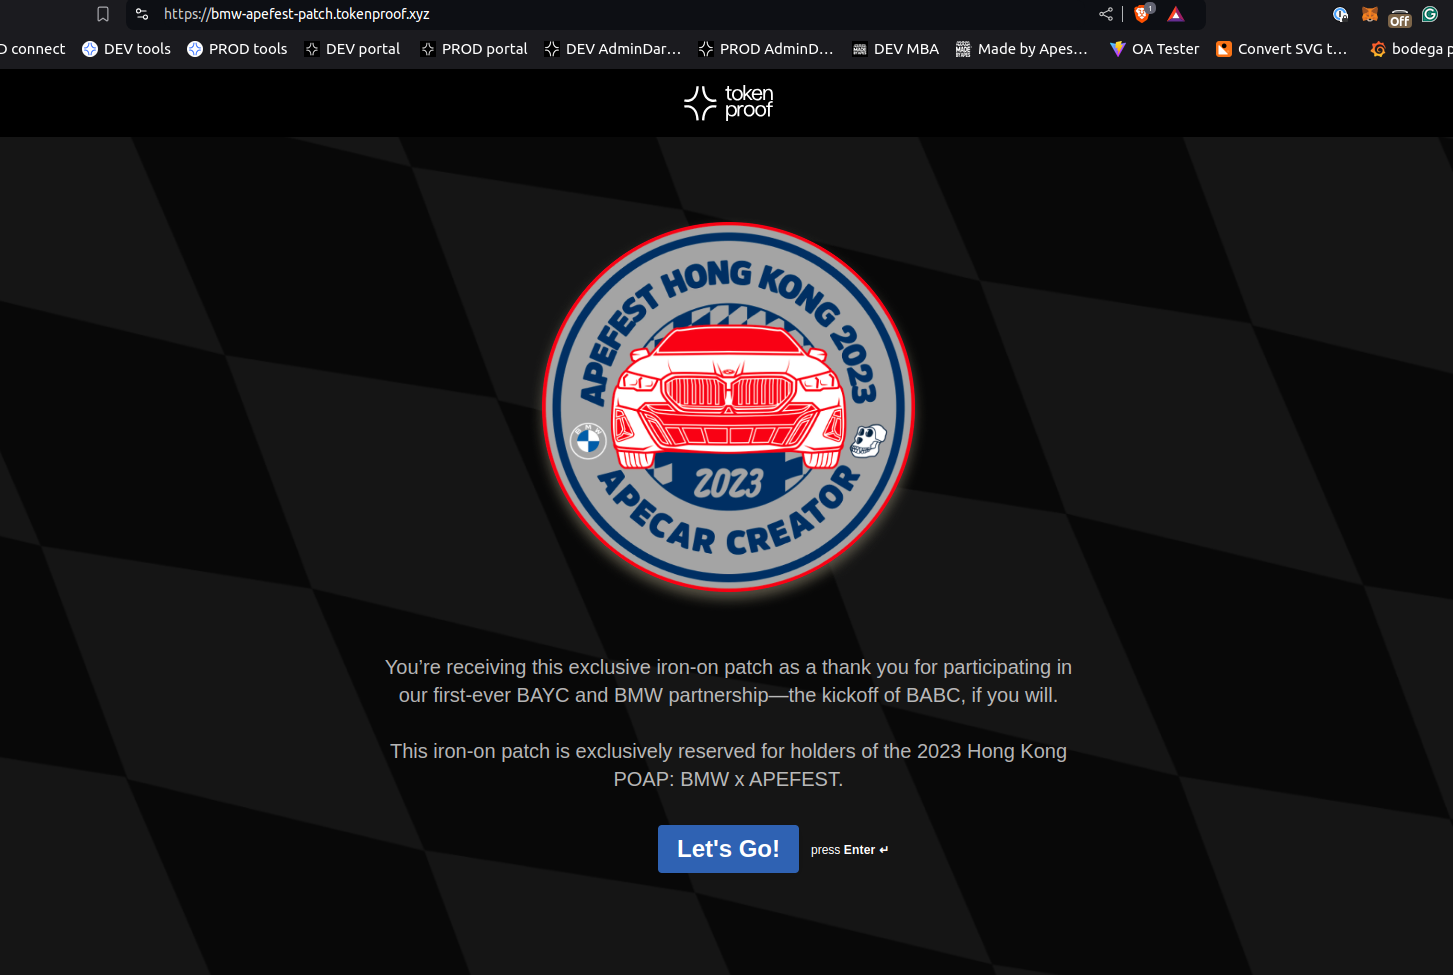 https://bmw-apefest-patch.tokenproof.xyz
1
Off
D connect
DEV tools
PROD tools
DEV portal
PROD portal
DEV AdminDar…
PROD AdminD…
DEV MBA
Made by Apes…
OA Tester
Convert SVG t…
bodega p
token
proof
APEFEST HONG KONG 2023
BMW
2023
APECAR CREATOR
You’re receiving this exclusive iron-on patch as a thank you for participating in
our first-ever BAYC and BMW partnership—the kickoff of BABC, if you will.
This iron-on patch is exclusively reserved for holders of the 2023 Hong Kong
POAP: BMW x APEFEST.
Let's Go!
press Enter ↵